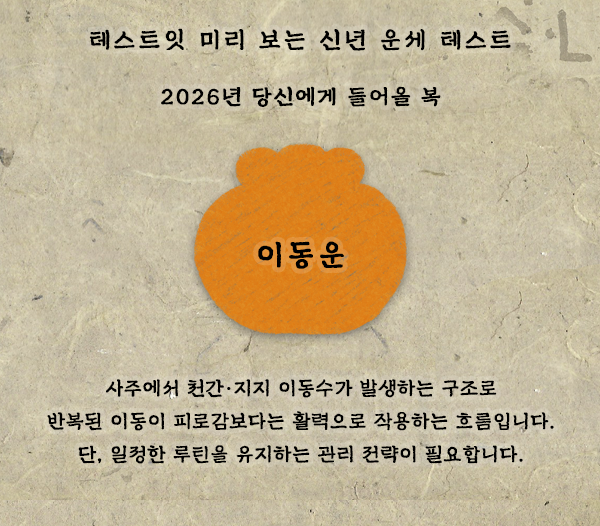 테스트잇 미리 보는 신년 운세 테스트
2026년 당신에게 들어올 복
이동운
사주에서 천간·지지 이동수가 발생하는 구조로
반복된 이동이 피로감보다는 활력으로 작용하는 흐름입니다.
단, 일정한 루틴을 유지하는 관리 전략이 필요합니다.